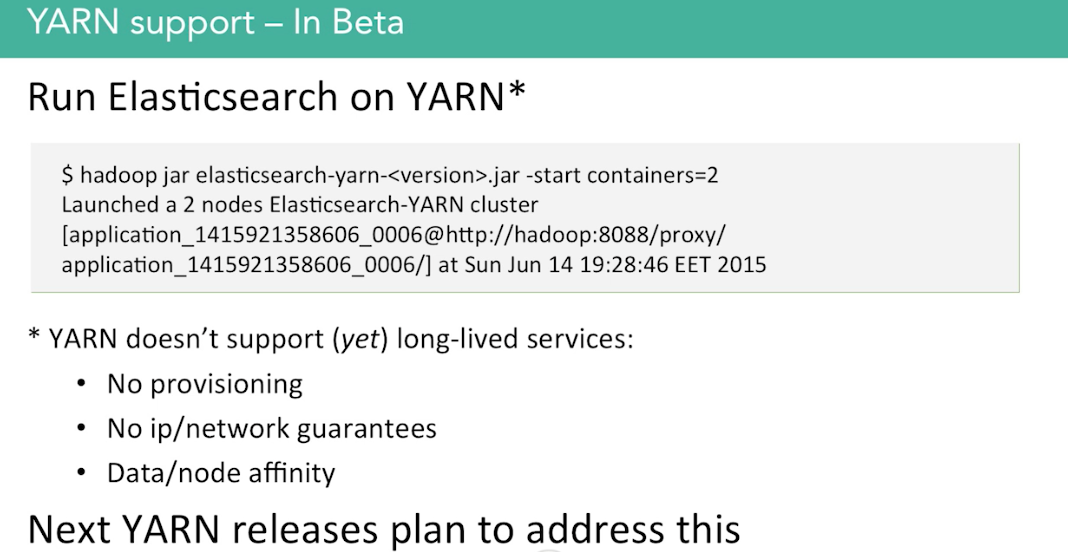 YARN support – In Beta
Run Elasticsearch on YARN*
$ hadoop jar elasticsearch-yarn-<version>.jar -start containers=2
Launched a 2 nodes Elasticsearch-YARN cluster
[application_1415921358606_0006@http://hadoop:8088/proxy/
application_1415921358606_0006/] at Sun Jun 14 19:28:46 EET 2015
* YARN doesn’t support (yet) long-lived services:
• No provisioning
• No ip/network guarantees
• Data/node affinity
Next YARN releases plan to address this